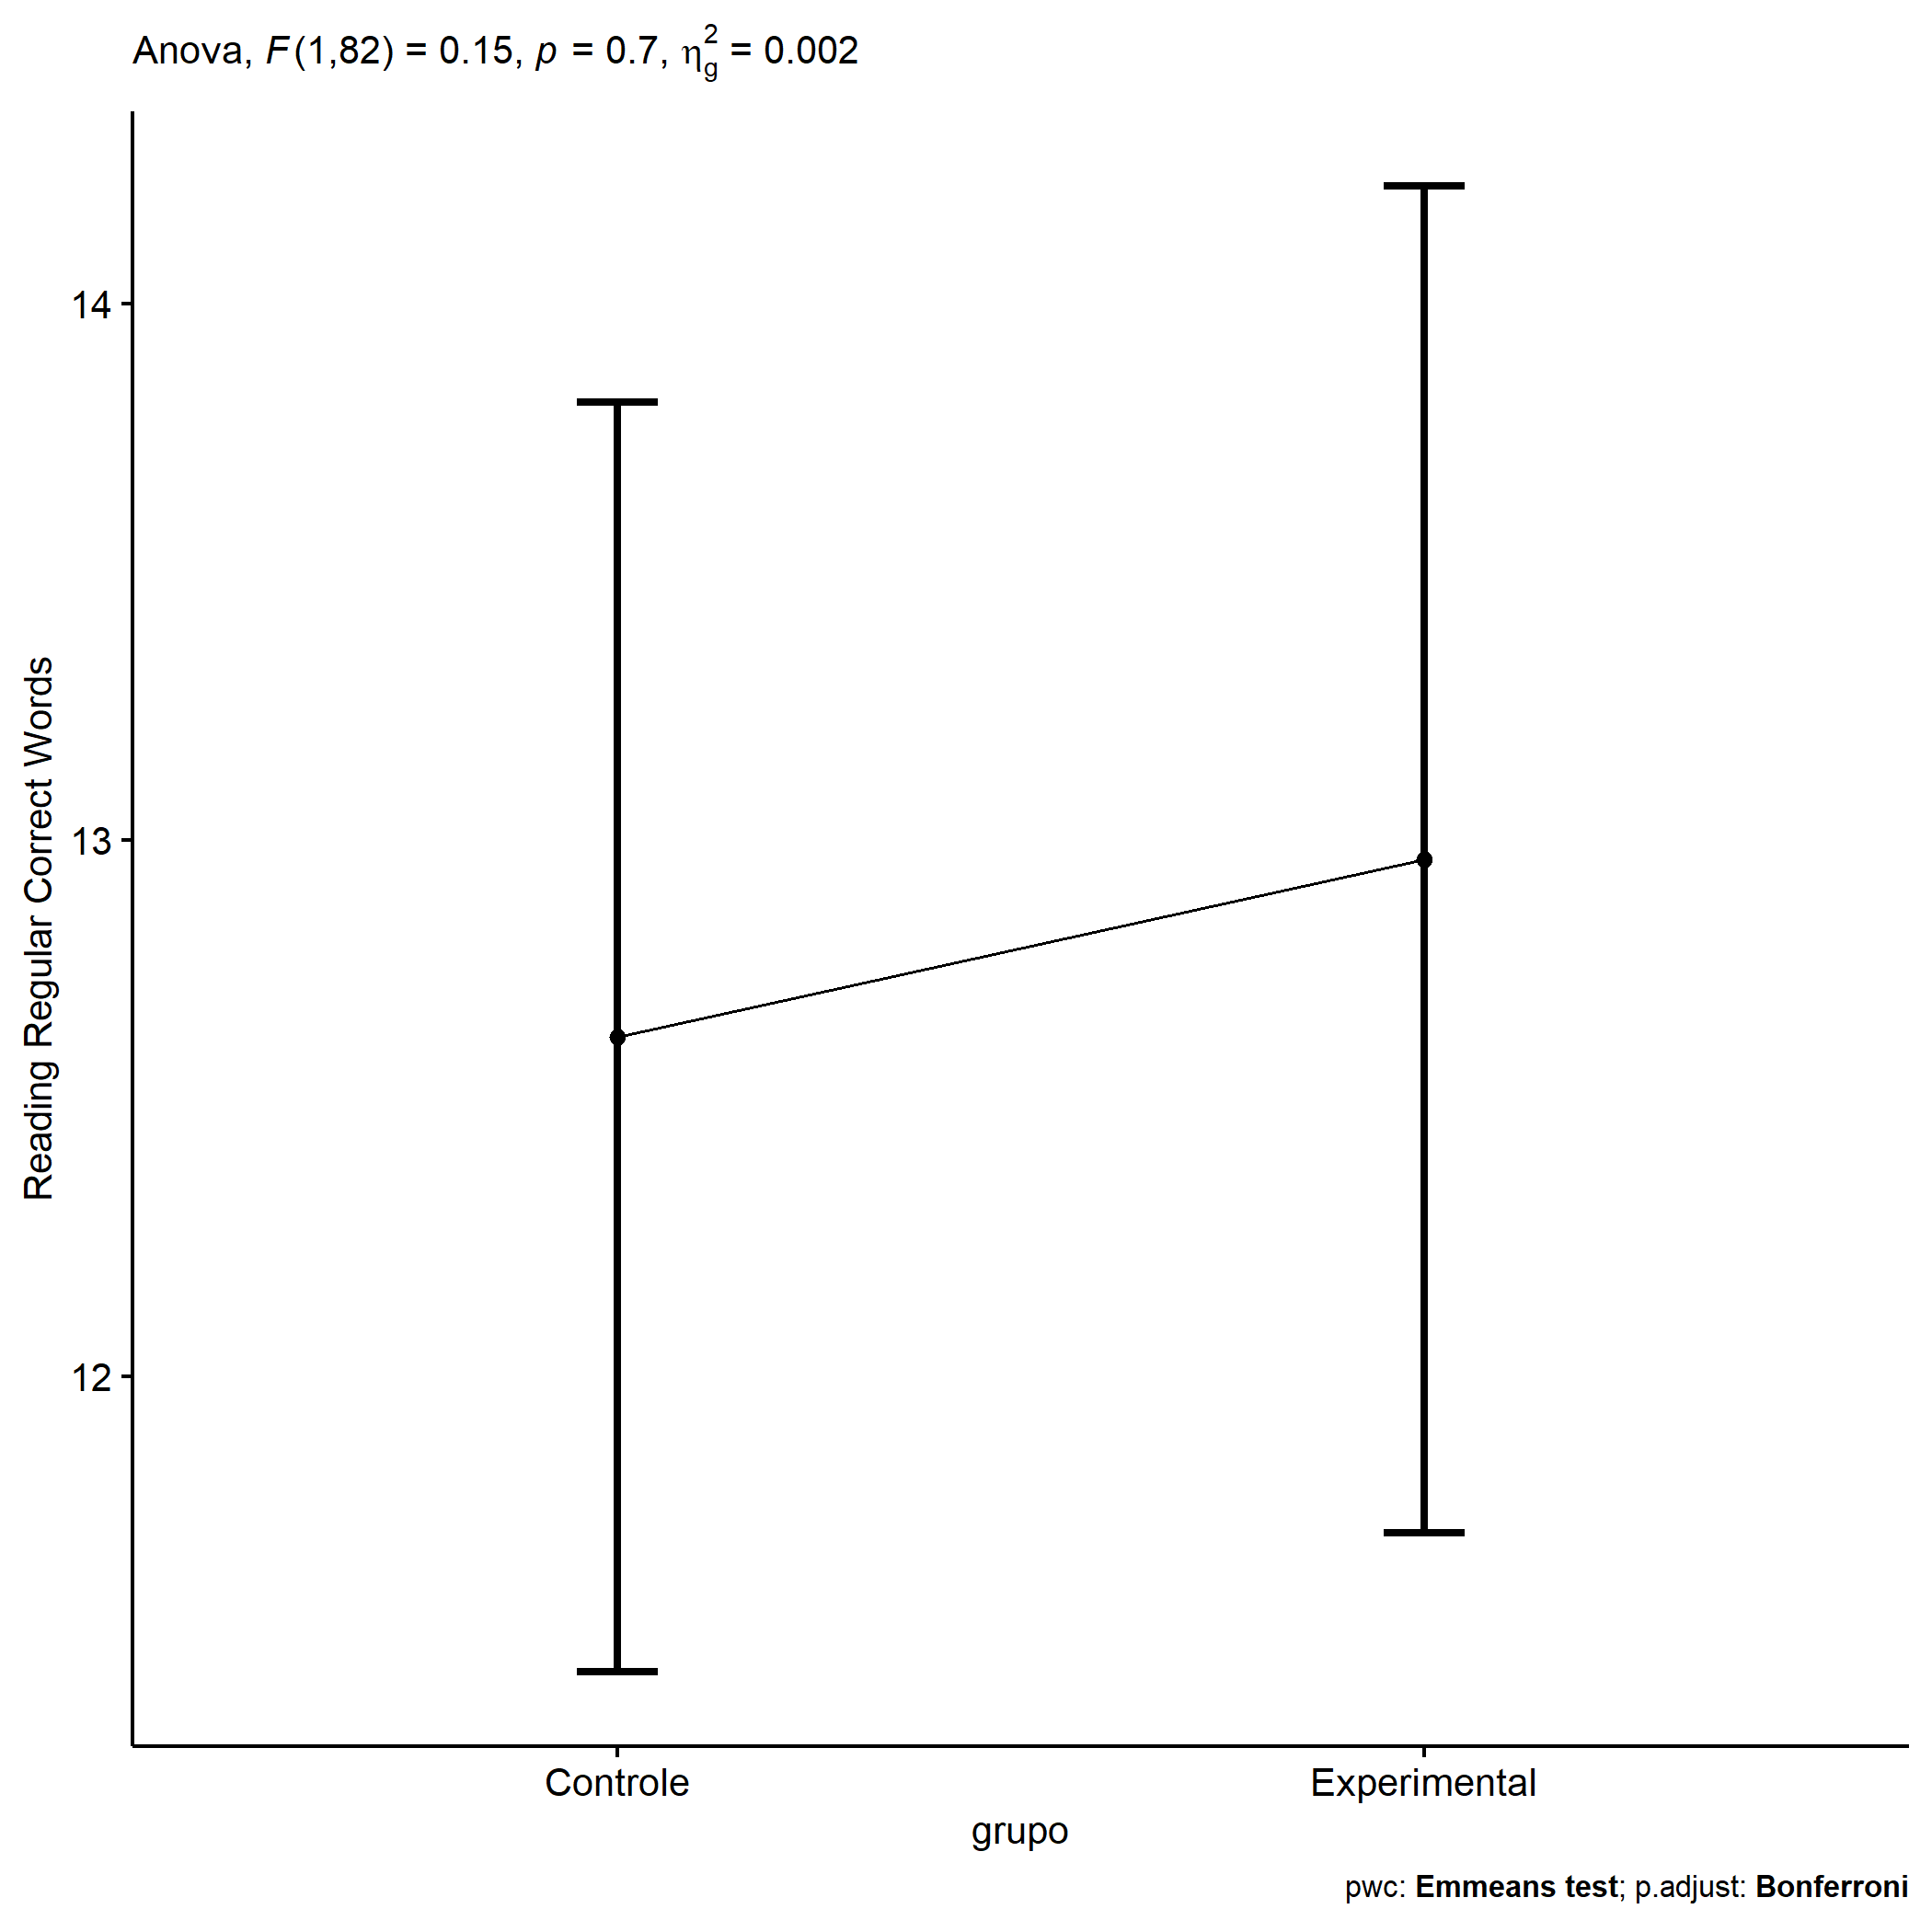 Anova, F(1,82) = 0.15, p = 0.7, η²g = 0.002
Reading Regular Correct Words
14
13
12
Controle Experimental
grupo
pwc: Emmeans test; p.adjust: Bonferroni